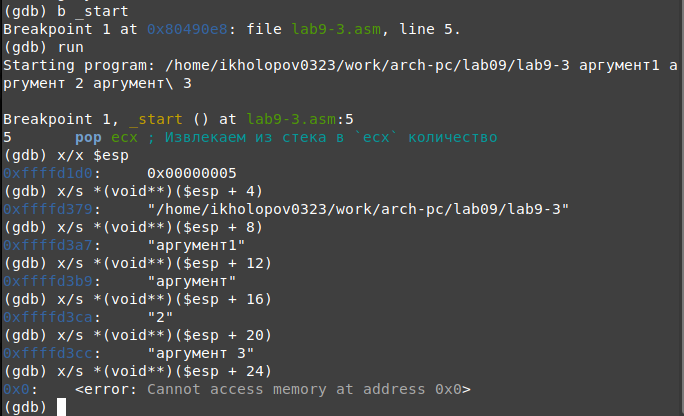 (gdb) b _start
Breakpoint 1 at 0x80490e8: file lab9-3.asm, line 5.
(gdb) run
Starting program: /home/ikholopov0323/work/arch-pc/lab09/lab9-3 аргумент1 а
ргумент 2 аргумент\ 3
Breakpoint 1, _start () at lab9-3.asm:5
5       pop ecx ; Извлекаем из стека в `ecx` количество
(gdb) x/x $esp
0xffffd1d0:     0x00000005
(gdb) x/s *(void**)($esp + 4)
0xffffd379:     "/home/ikholopov0323/work/arch-pc/lab09/lab9-3"
(gdb) x/s *(void**)($esp + 8)
0xffffd3a7:     "аргумент1"
(gdb) x/s *(void**)($esp + 12)
0xffffd3b9:     "аргумент"
(gdb) x/s *(void**)($esp + 16)
0xffffd3ca:     "2"
(gdb) x/s *(void**)($esp + 20)
0xffffd3cc:     "аргумент 3"
(gdb) x/s *(void**)($esp + 24)
0x0:    <error: Cannot access memory at address 0x0>
(gdb)